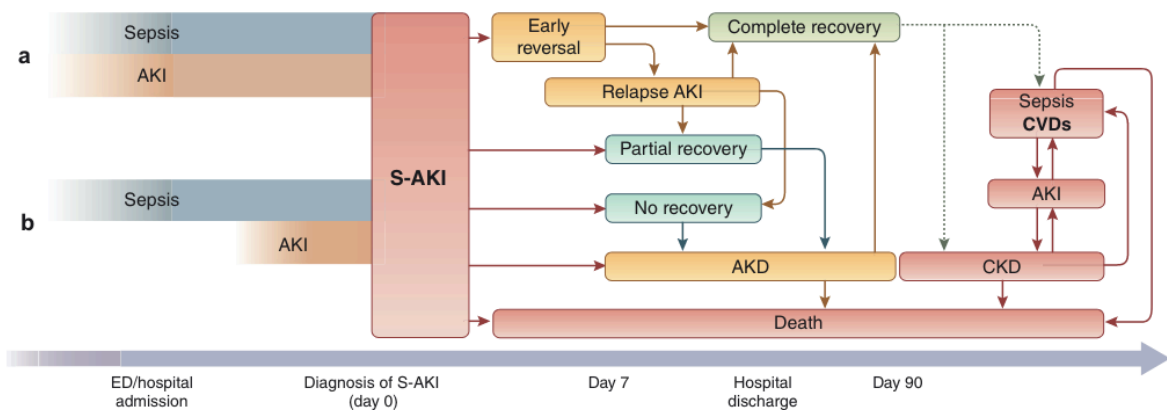 a
Sepsis
AKI
b
Sepsis
AKI
S-AKI
Early
reversal
Complete recovery
Relapse AKI
Partial recovery
No recovery
AKD
Death
Sepsis
CVDs
AKI
CKD
ED/hospital
admission
Diagnosis of S-AKI
(day 0)
Day 7
Hospital
discharge
Day 90